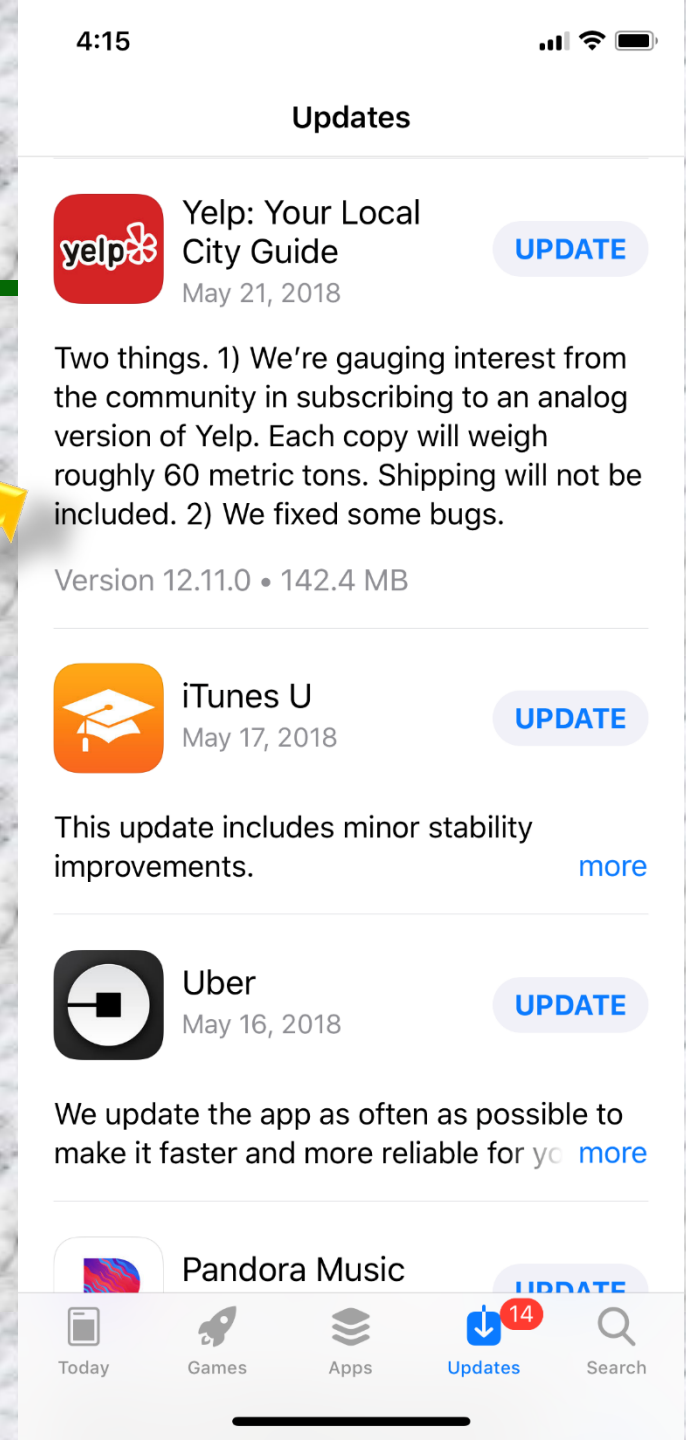 4:15
Updates
yelp
Yelp: Your Local
City Guide
UPDATE
May 21, 2018
Two things. 1) We’re gauging interest from
the community in subscribing to an analog
version of Yelp. Each copy will weigh
roughly 60 metric tons. Shipping will not be
included. 2) We fixed some bugs.
Version 12.11.0 • 142.4 MB
iTunes U
UPDATE
May 17, 2018
This update includes minor stability
improvements. more
Uber
UPDATE
May 16, 2018
We update the app as often as possible to
make it faster and more reliable for yo more
Pandora Music
UPDATE
14
Today Games Apps Updates Search